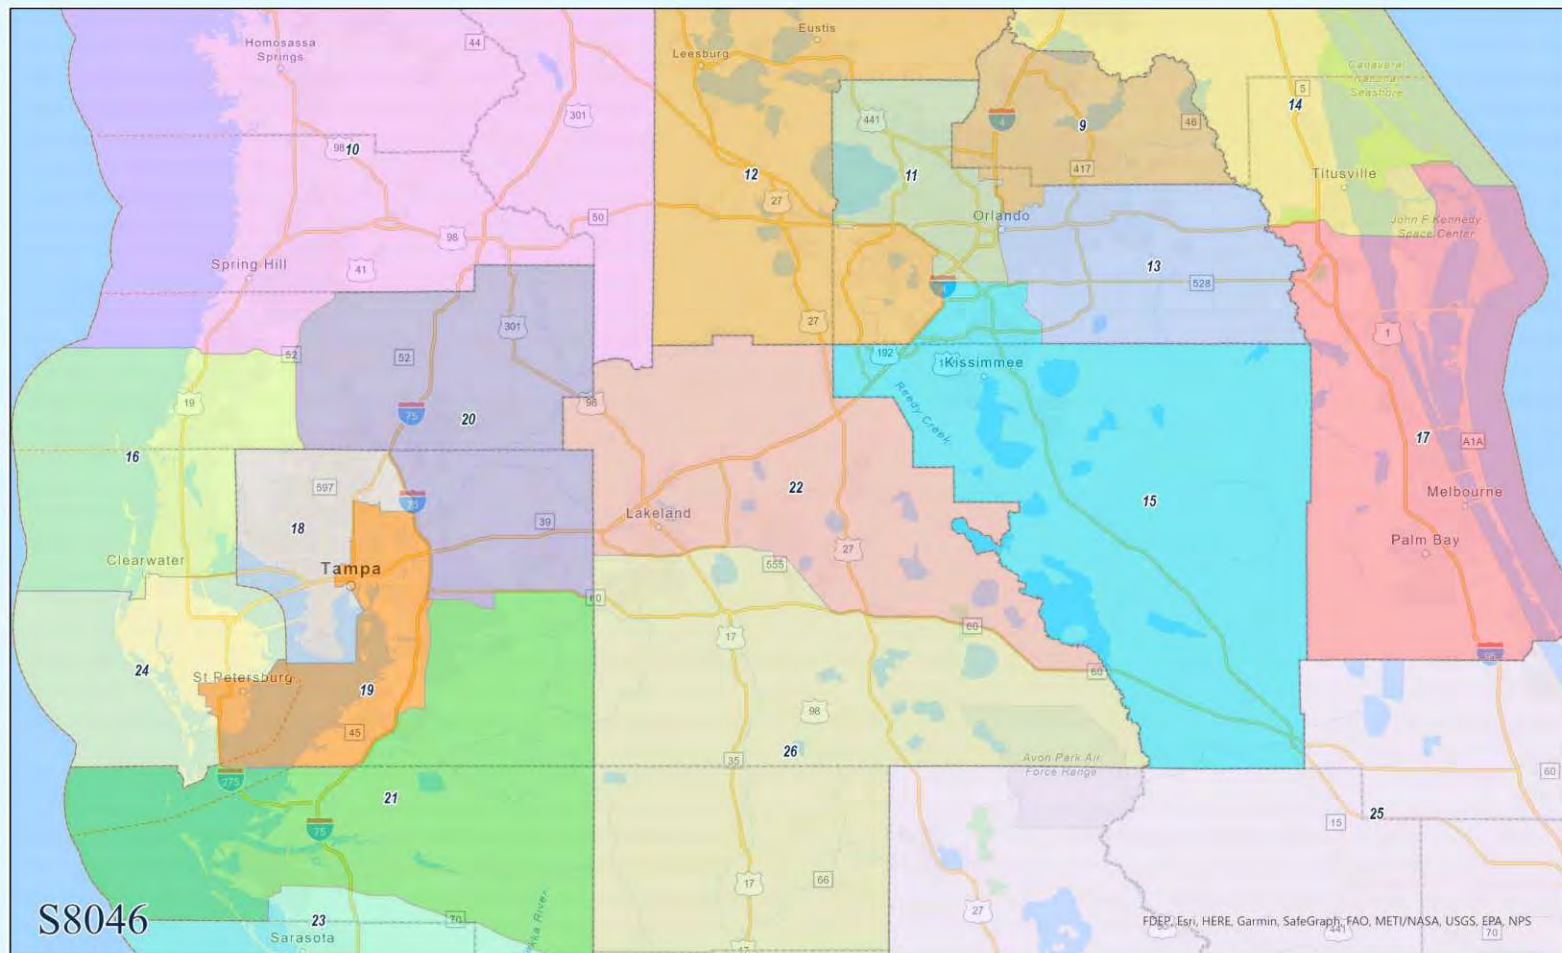 Homosassa
Springs
44
Leesburg
Eustis
Canaveral
National
Seashore
5
14
301
441
4
9
46
98
10
12
11
417
Titusville
27
50
Orlando
John F Kennedy
Space Center
98
Spring Hill
41
13
528
301
27
1
52
52
192
Kissimmee
19
75
20
98
Reedy Creek
17
A1A
16
597
75
22
15
Melbourne
18
39
Lakeland
Palm Bay
Clearwater
Tampa
27
555
60
17
60
24
St Petersburg
19
60
95
45
98
26
35
Avon Park Air
Force Range
60
275
21
75
15
25
17
66
S8046
23
70
27
Sarasota
FDEP, Esri, HERE, Garmin, SafeGraph, FAO, METI/NASA, USGS, EPA, NPS
441
70
17